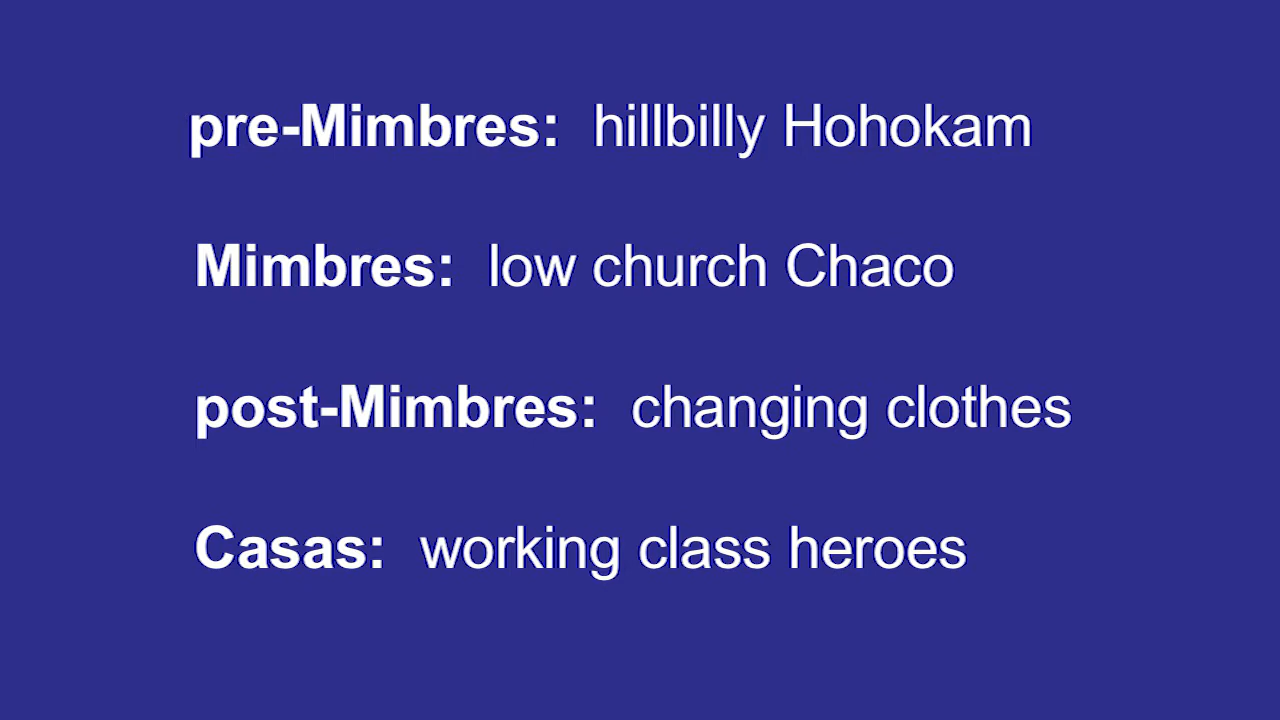 pre-Mimbres: hillbilly Hohokam
Mimbres: low church Chaco
post-Mimbres: changing clothes
Casas: working class heroes